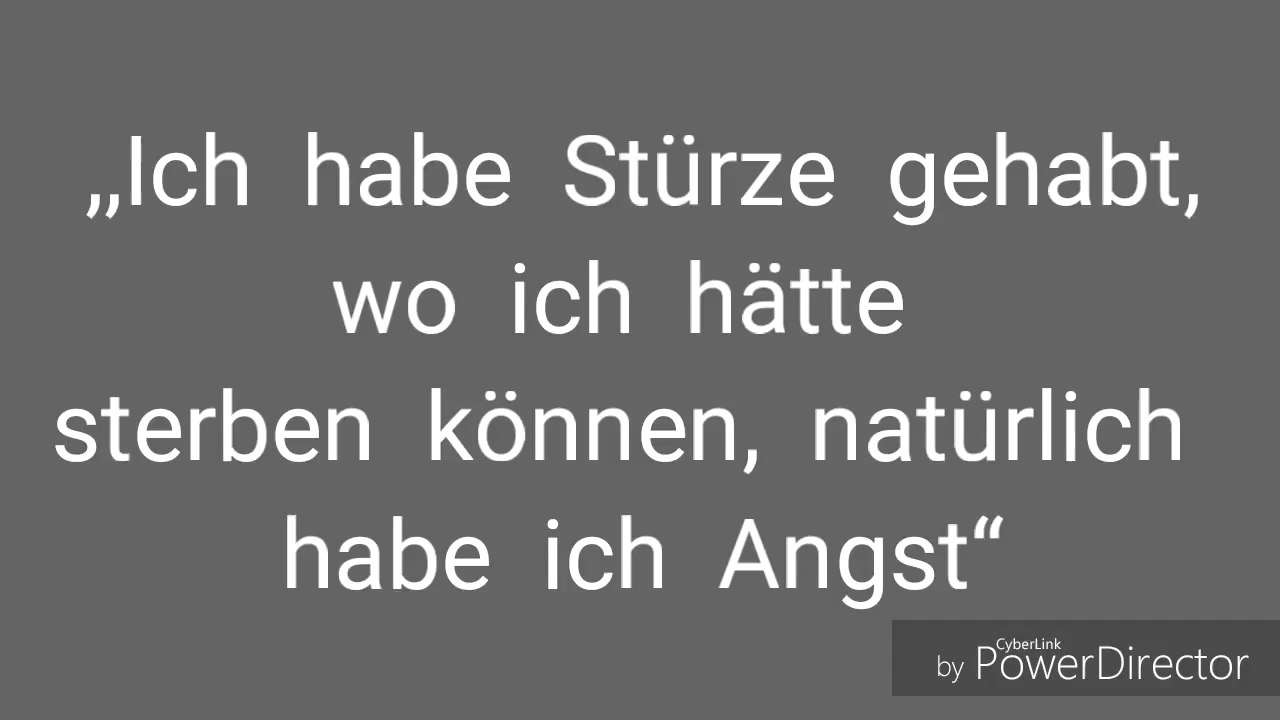 „Ich habe Stürze gehabt,
wo ich hätte
sterben können, natürlich
habe ich Angst“
by CyberLink PowerDirector